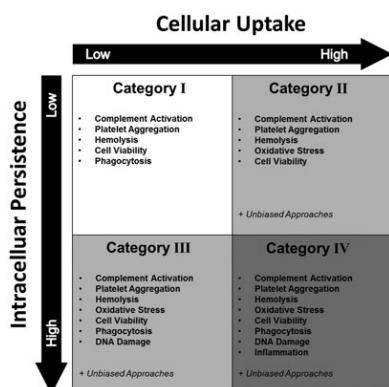 Cellular Uptake
Low
High
Intracelluar Persistence
Low
High
Category I
• Complement Activation
• Platelet Aggregation
• Hemolysis
• Cell Viability
• Phagocytosis
Category II
• Complement Activation
• Platelet Aggregation
• Hemolysis
• Oxidative Stress
• Cell Viability
+ Unbiased Approaches
Category III
• Complement Activation
• Platelet Aggregation
• Hemolysis
• Oxidative Stress
• Cell Viability
• Phagocytosis
• DNA Damage
+ Unbiased Approaches
Category IV
• Complement Activation
• Platelet Aggregation
• Hemolysis
• Oxidative Stress
• Cell Viability
• Phagocytosis
• DNA Damage
• Inflammation
+ Unbiased Approaches